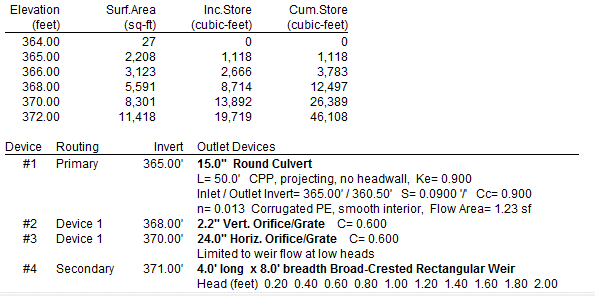 Elevation Surf.Area Inc.Store Cum.Store
(feet) (sq-ft) (cubic-feet) (cubic-feet)
364.00 27 0 0
365.00 2,208 1,118 1,118
366.00 3,123 2,666 3,783
368.00 5,591 8,714 12,497
370.00 8,301 13,892 26,389
372.00 11,418 19,719 46,108
Device Routing Invert Outlet Devices
#1 Primary 365.00' 15.0" Round Culvert
L= 50.0' CPP, projecting, no headwall, Ke= 0.900
Inlet / Outlet Invert= 365.00' / 360.50' S= 0.0900 '/' Cc= 0.900
n= 0.013 Corrugated PE, smooth interior, Flow Area= 1.23 sf
#2 Device 1 368.00' 2.2" Vert. Orifice/Grate C= 0.600
#3 Device 1 370.00' 24.0" Horiz. Orifice/Grate C= 0.600
Limited to weir flow at low heads
#4 Secondary 371.00' 4.0' long x 8.0' breadth Broad-Crested Rectangular Weir
Head (feet) 0.20 0.40 0.60 0.80 1.00 1.20 1.40 1.60 1.80 2.00